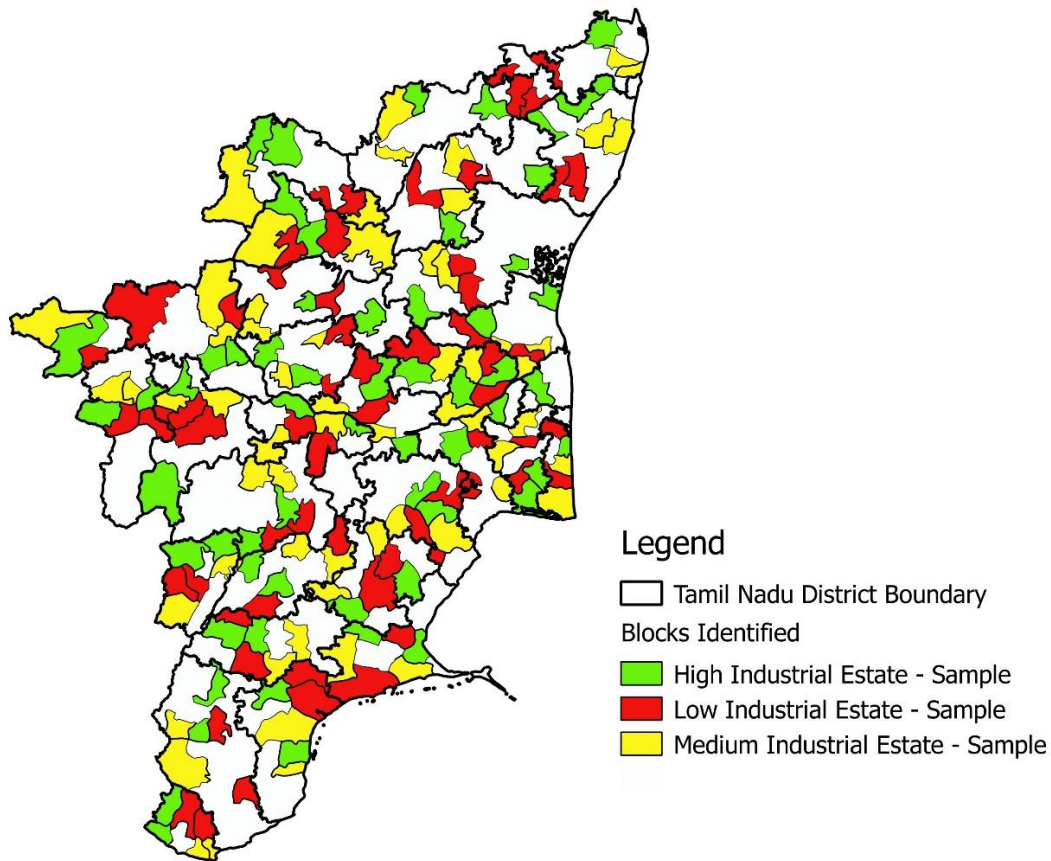 Legend
Tamil Nadu District Boundary
Blocks Identified
High Industrial Estate - Sample
Low Industrial Estate - Sample
Medium Industrial Estate - Sample